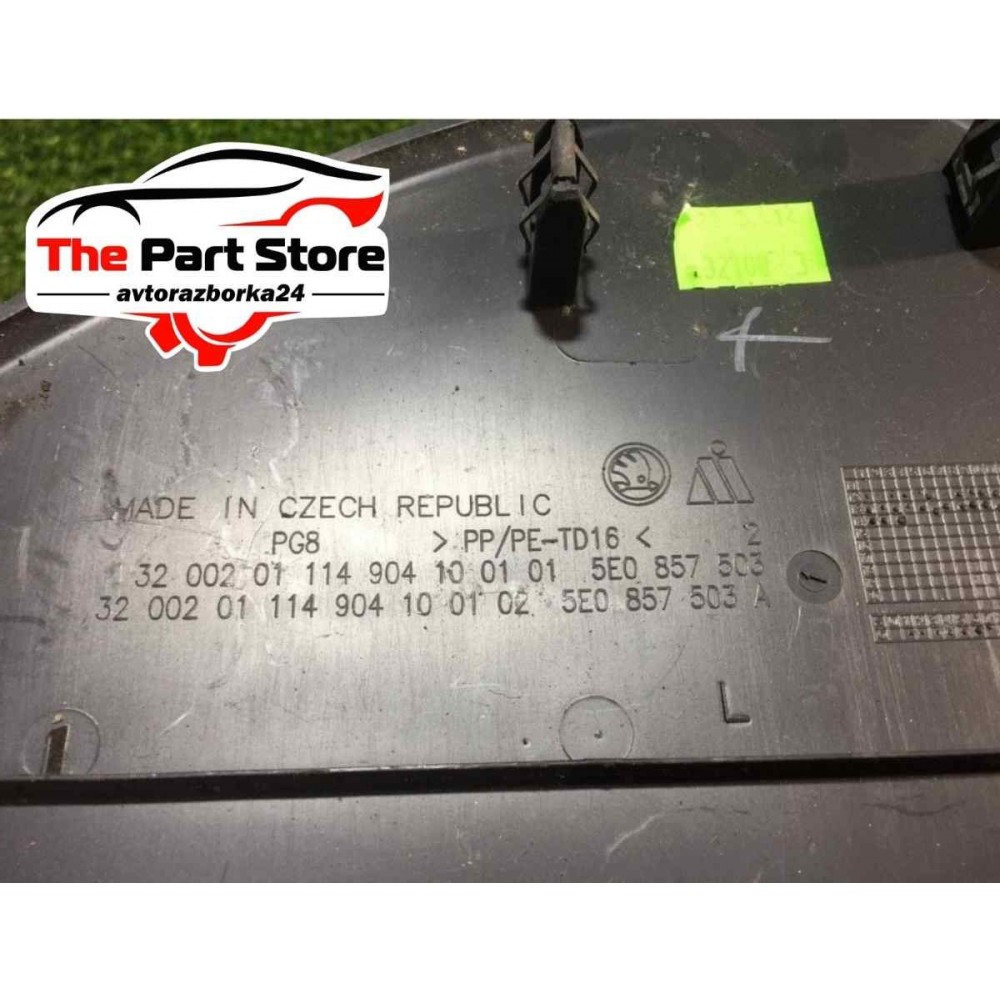 The Part Store
avtorazborka24
4
MADE IN CZECH REPUBLIC
PG8 >PP/PE-TD16< 2
32 002 01 114 904 10 01 01 5E0 857 503
32 002 01 114 904 10 01 02 5E0 857 503 A
L